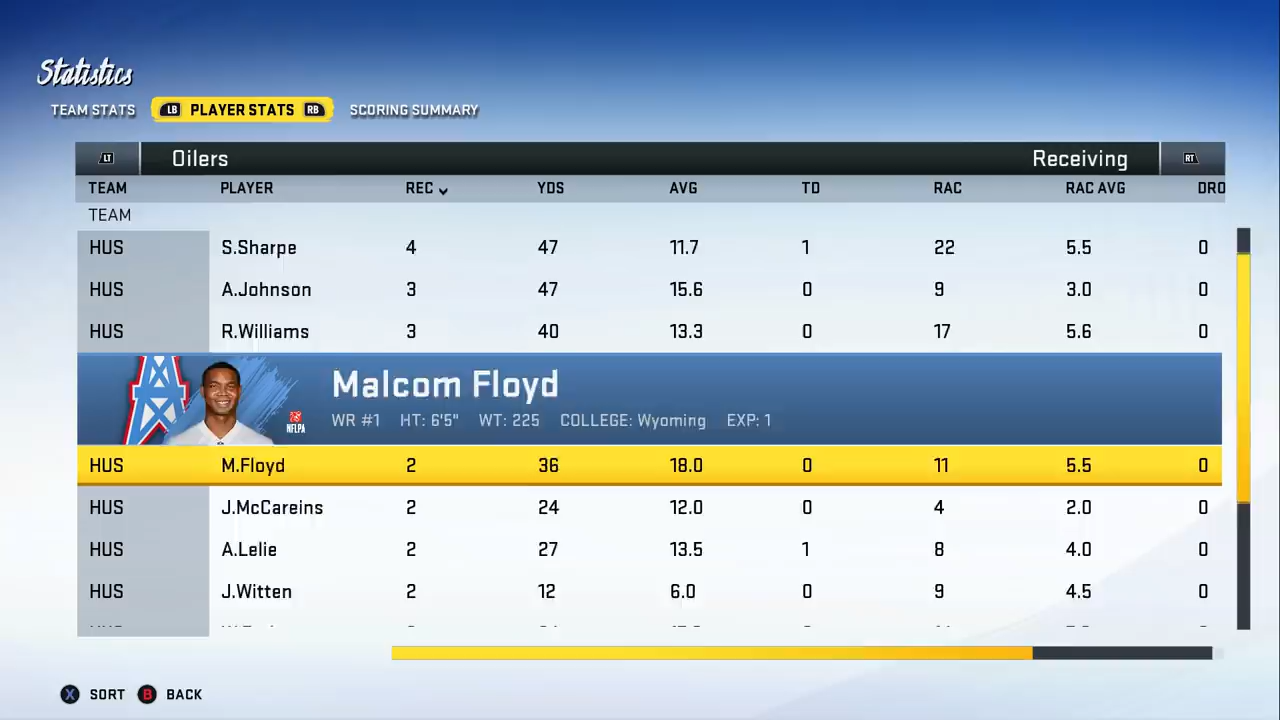 Statistics
TEAM STATS LB PLAYER STATS RB SCORING SUMMARY
LT Oilers Receiving RT
TEAM PLAYER REC YDS AVG TD RAC RAC AVG DRO
TEAM
HUS S.Sharpe 4 47 11.7 1 22 5.5 0
HUS A.Johnson 3 47 15.6 0 9 3.0 0
HUS R.Williams 3 40 13.3 0 17 5.6 0
Malcom Floyd
NFLPA WR #1 HT: 6'5" WT: 225 COLLEGE: Wyoming EXP: 1
HUS M.Floyd 2 36 18.0 0 11 5.5 0
HUS J.McCareins 2 24 12.0 0 4 2.0 0
HUS A.Lelie 2 27 13.5 1 8 4.0 0
HUS J.Witten 2 12 6.0 0 9 4.5 0
X SORT B BACK